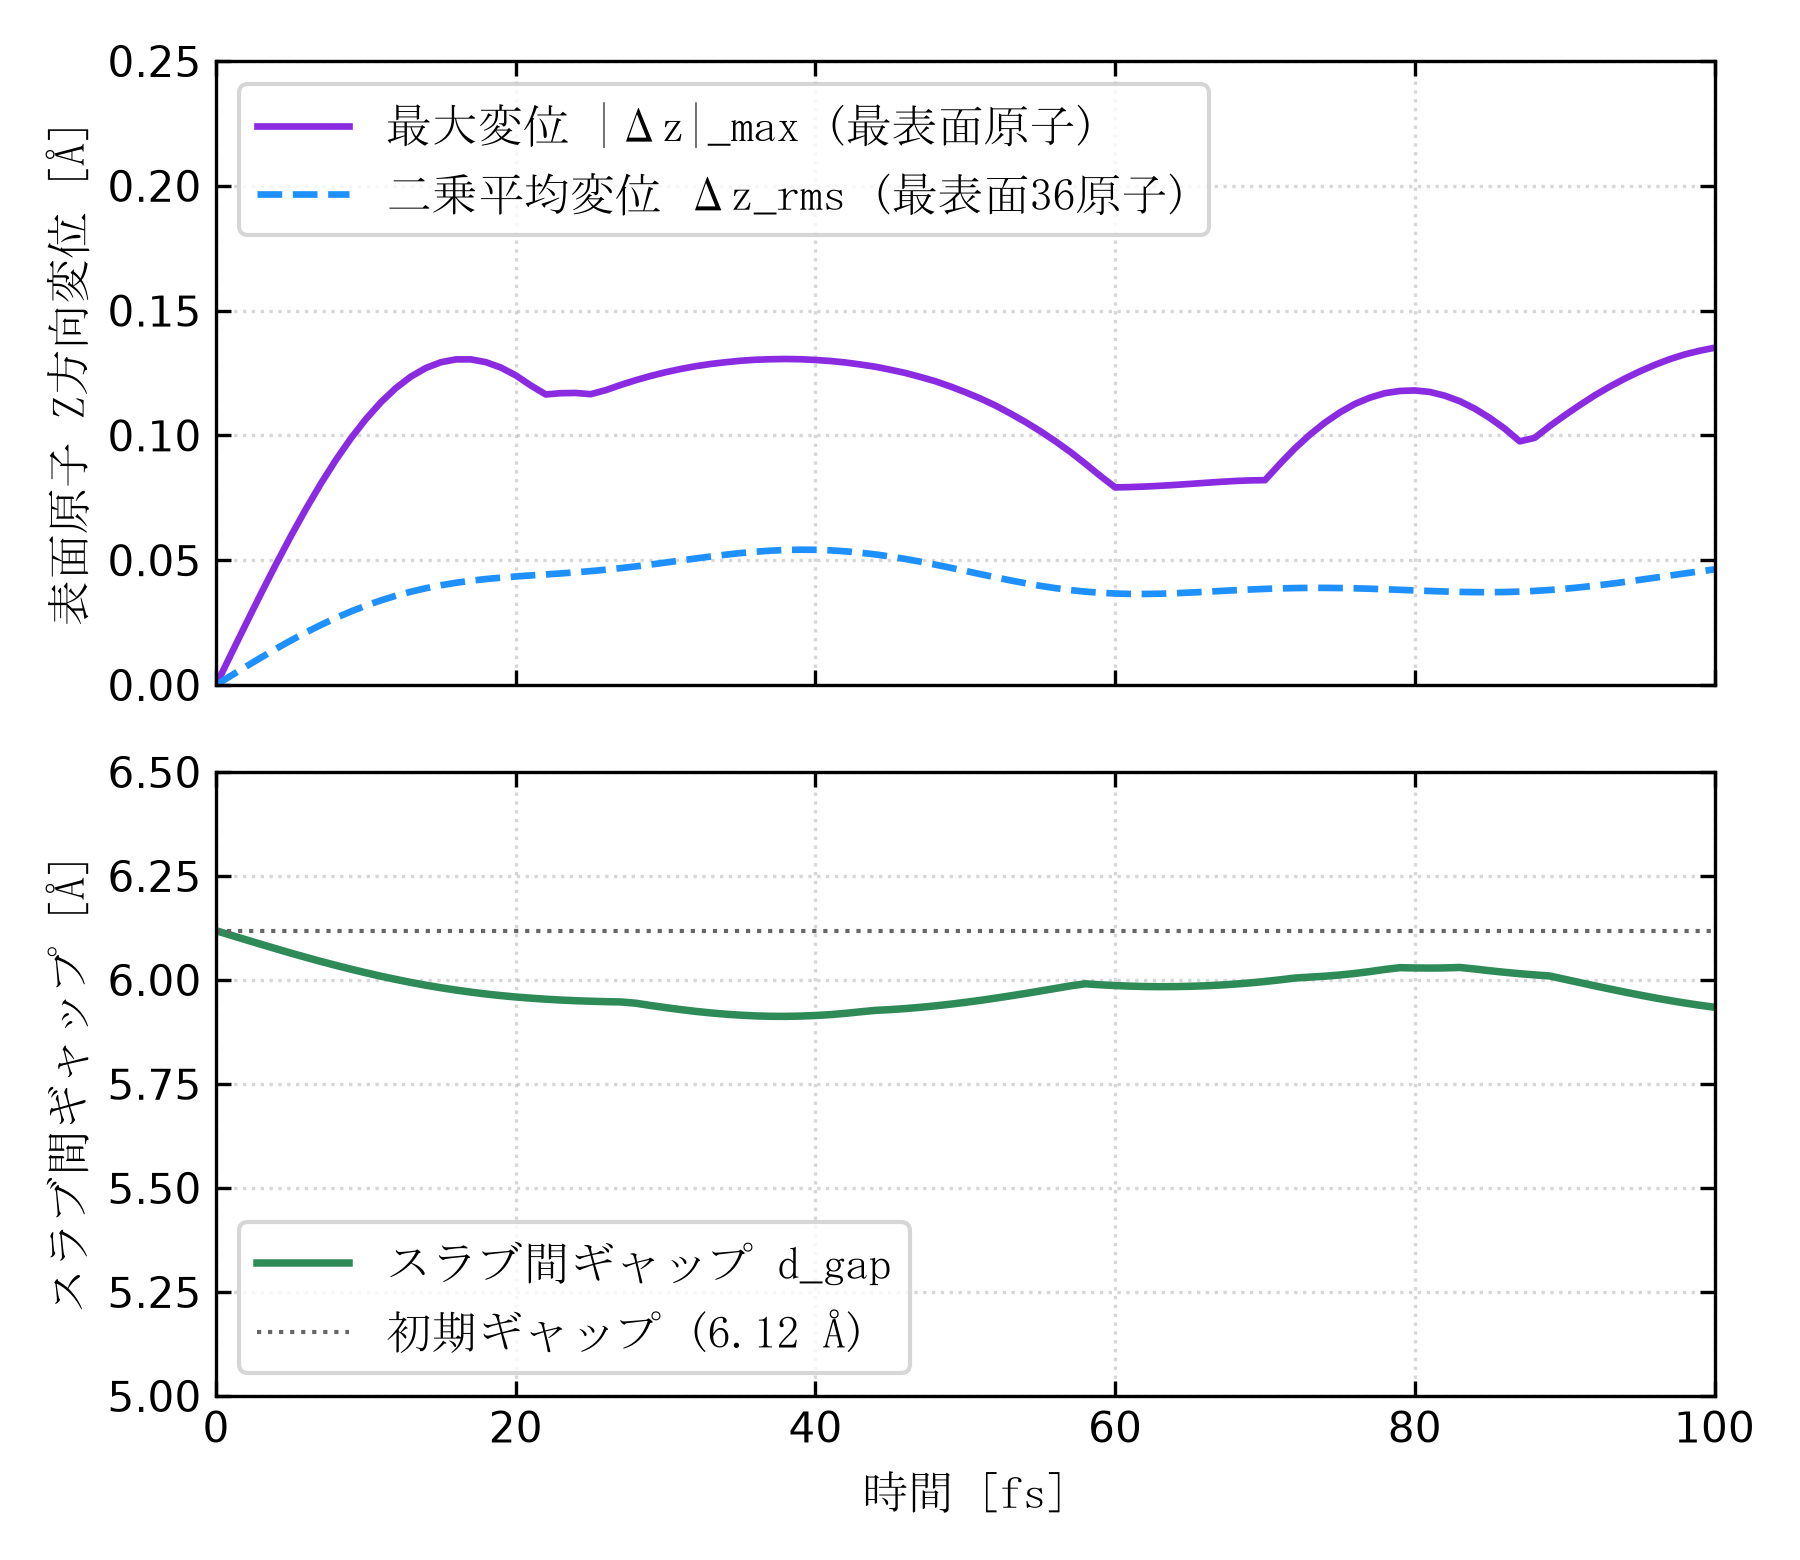 0.25
0.20
0.15
0.10
0.05
0.00
表面原子 Z方向変位 [Å]
最大変位 |Δz|_max (最表面原子)
二乗平均変位 Δz_rms (最表面36原子)
6.50
6.25
6.00
5.75
5.50
5.25
5.00
スラブ間ギャップ [Å]
スラブ間ギャップ d_gap
初期ギャップ (6.12 Å)
0 20 40 60 80 100
時間 [fs]